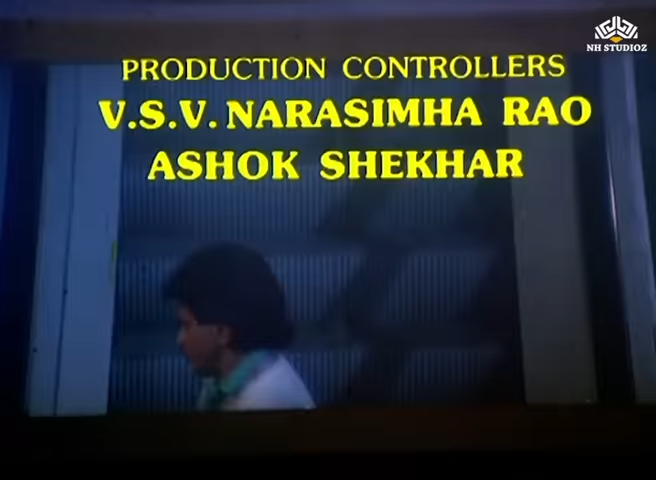 NH STUDIOZ
PRODUCTION CONTROLLERS
V.S.V. NARASIMHA RAO
ASHOK SHEKHAR